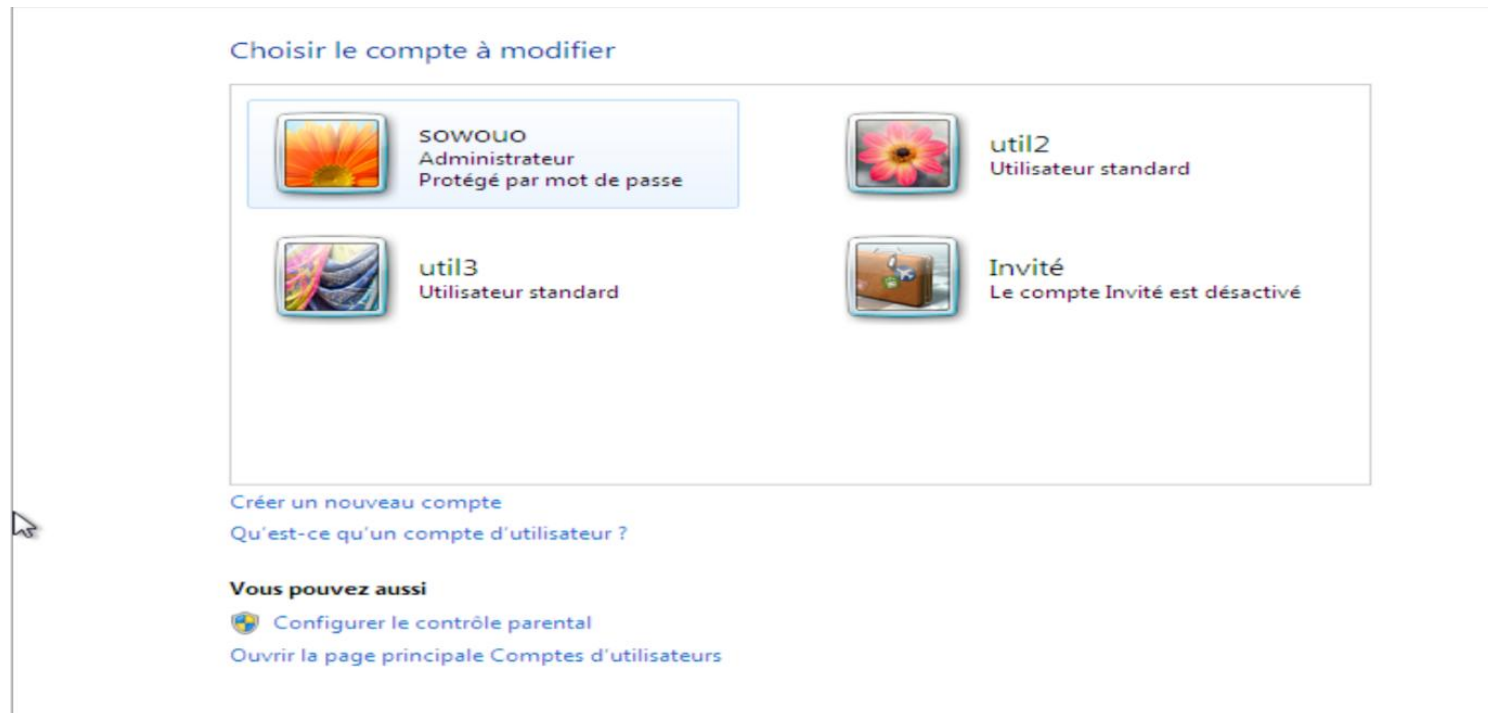 Choisir le compte à modifier
sowouo
Administrateur
Protégé par mot de passe
util2
Utilisateur standard
util3
Utilisateur standard
Invité
Le compte Invité est désactivé
Créer un nouveau compte
Qu'est-ce qu'un compte d'utilisateur ?
Vous pouvez aussi
Configurer le contrôle parental
Ouvrir la page principale Comptes d'utilisateurs